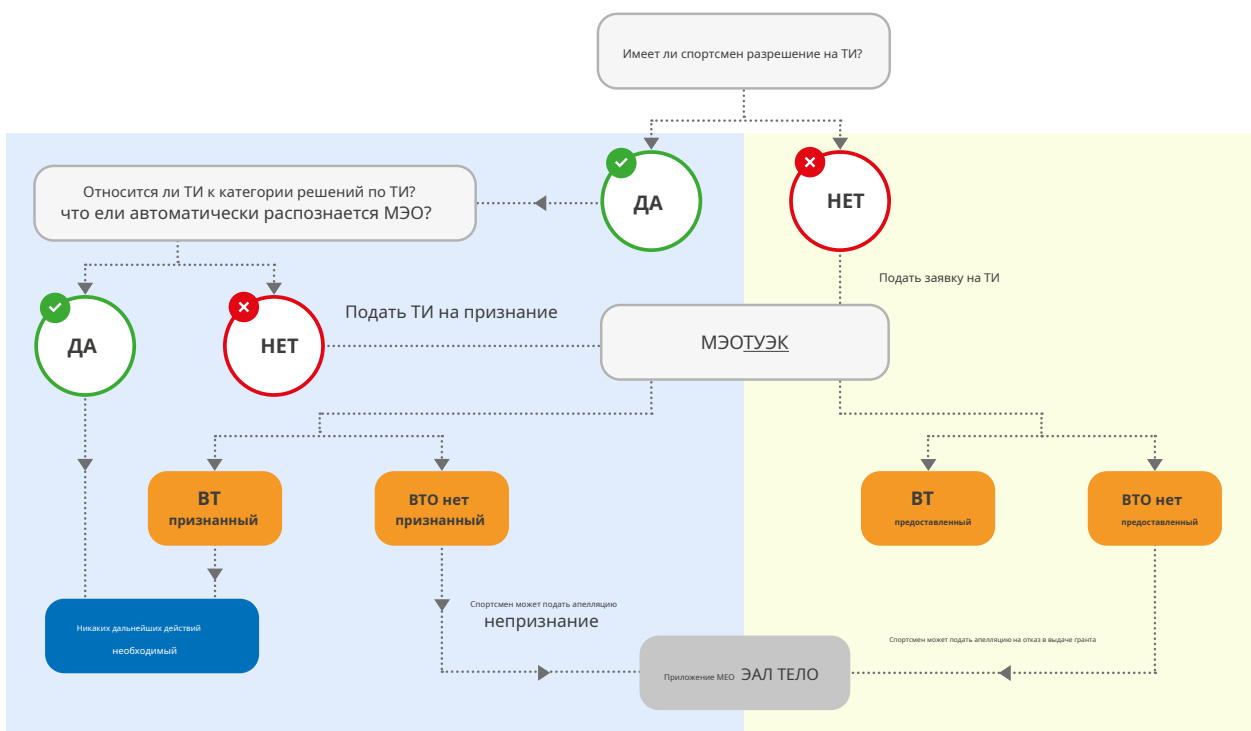 Имеет ли спортсмен разрешение на ТИ?
ДА
НЕТ
Относится ли ТИ к категории решений по ТИ?
что ели автоматически распознается МЭО?
Подать заявку на ТИ
ДА
НЕТ
Подать ТИ на признание
МЭОТУЭК
ВТ
признанный
ВТО нет
признанный
ВТ
предоставленный
ВТО нет
предоставленный
Никаких дальнейших действий
необходимый
Спортсмен может подать апелляцию
непризнание
Спортсмен может подать апелляцию на отказ в выдаче гранта
Приложение МЕО ЭАЛ ТЕЛО